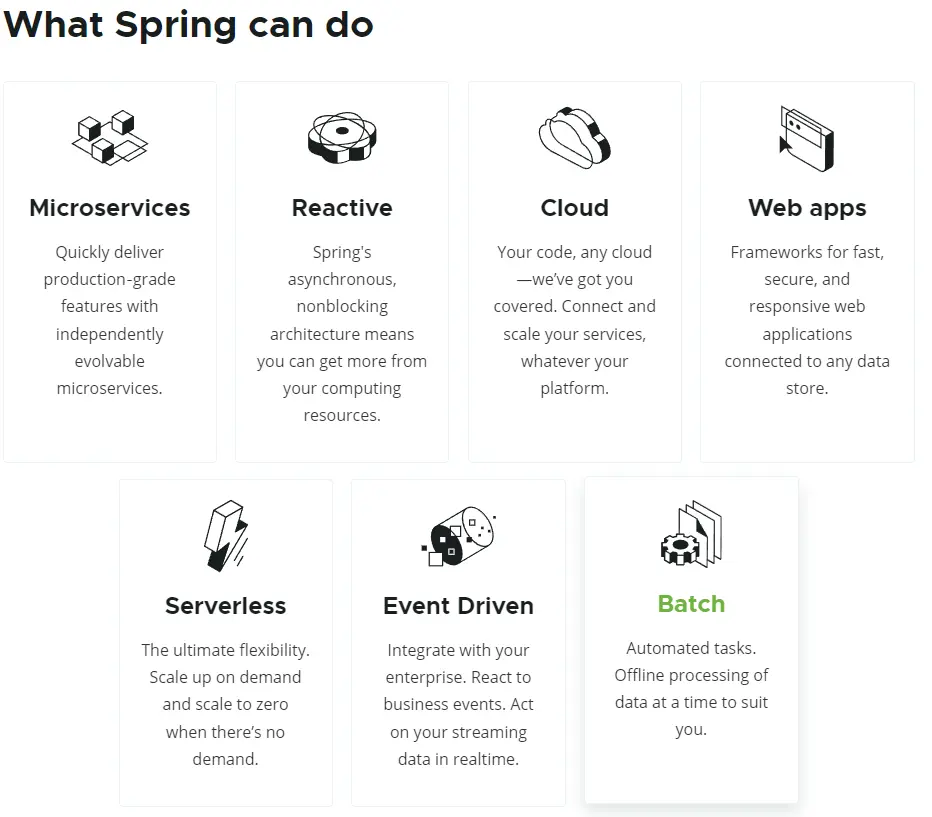 What Spring can do
Microservices
Quickly deliver
production-grade
features with
independently
evolvable
microservices.
Reactive
Spring's
asynchronous,
nonblocking
architecture means
you can get more from
your computing
resources.
Cloud
Your code, any cloud
—we’ve got you
covered. Connect and
scale your services,
whatever your
platform.
Web apps
Frameworks for fast,
secure, and
responsive web
applications
connected to any data
store.
Serverless
The ultimate flexibility.
Scale up on demand
and scale to zero
when there’s no
demand.
Event Driven
Integrate with your
enterprise. React to
business events. Act
on your streaming
data in realtime.
Batch
Automated tasks.
Offline processing of
data at a time to suit
you.